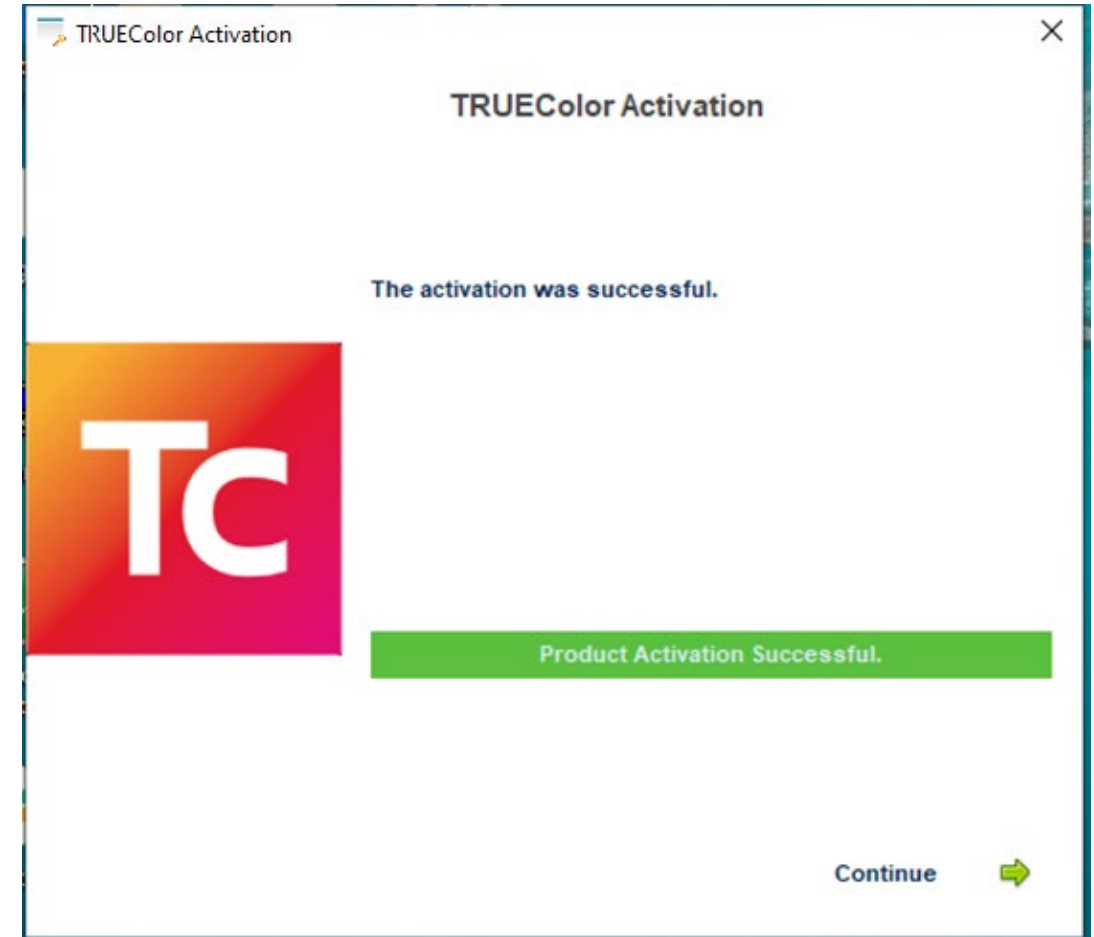 TRUEColor Activation
TRUEColor Activation
The activation was successful.
Tc
Product Activation Successful.
Continue